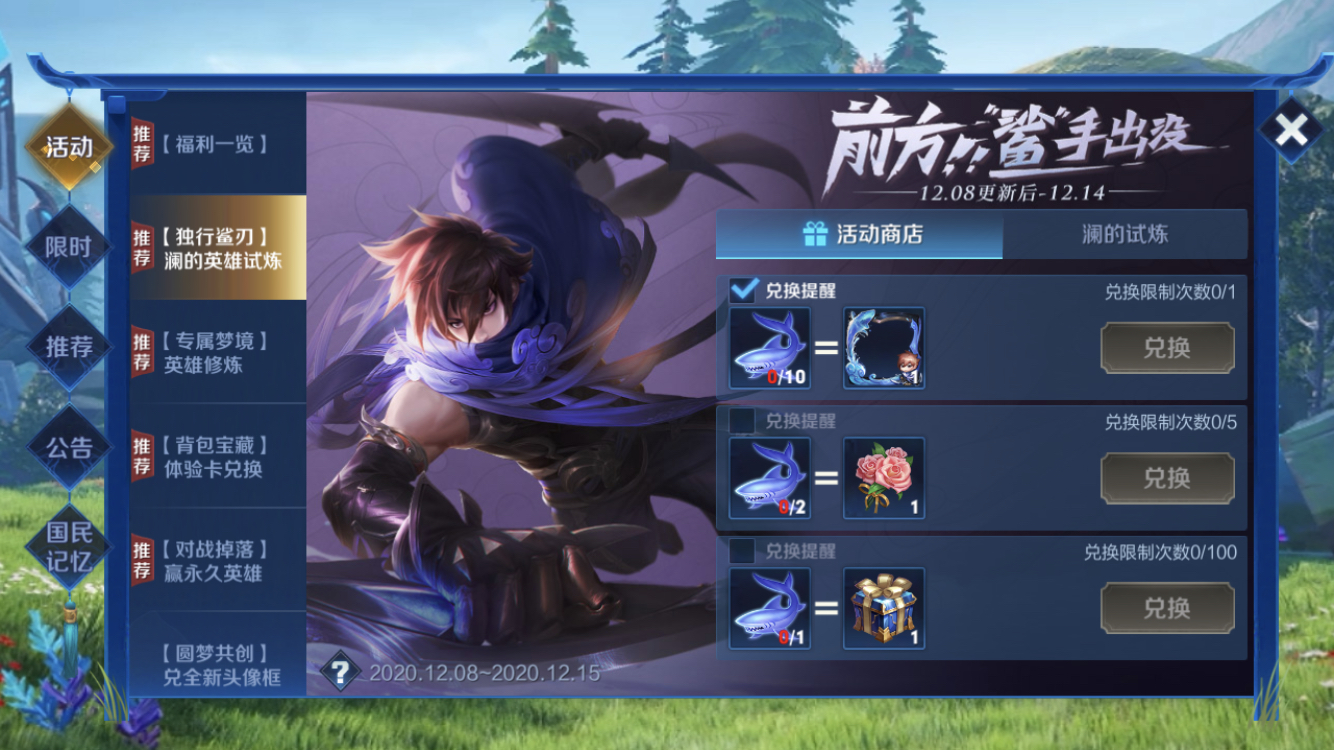 活动
限时
推荐
公告
国民
记忆
推荐
【福利一览】
推荐
【独行鲨刃】
澜的英雄试炼
推荐
【专属梦境】
英雄修炼
推荐
【背包宝藏】
体验卡兑换
推荐
【对战掉落】
赢永久英雄
【圆梦共创】
兑全新头像框
前方!!"鲨"手出没
12.08更新后-12.14
活动商店
澜的试炼
兑换提醒
兑换限制次数0/1
0/10
=
兑换
兑换提醒
兑换限制次数0/5
0/2
=
1
兑换
兑换提醒
兑换限制次数0/100
0/1
=
1
兑换
?
2020.12.08~2020.12.15